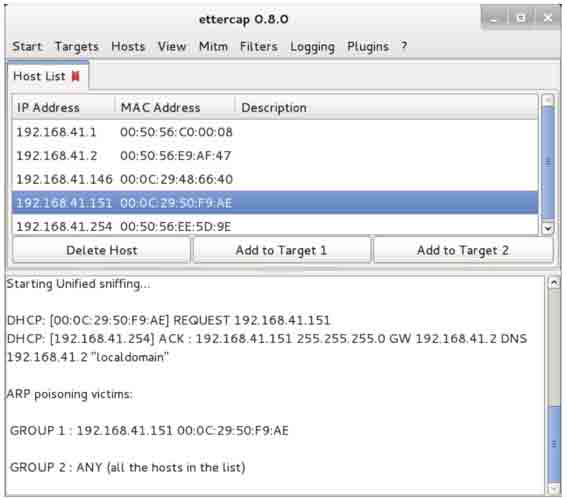 ettercap 0.8.0
Start Targets Hosts View Mitm Filters Logging Plugins ?
Host List
IP Address MAC Address Description
192.168.41.1 00:50:56:C0:00:08
192.168.41.2 00:50:56:E9:AF:47
192.168.41.146 00:0C:29:48:66:40
192.168.41.151 00:0C:29:50:F9:AE
192.168.41.254 00:50:56:EE:5D:9E
Delete Host Add to Target 1 Add to Target 2
Starting Unified sniffing...
DHCP: [00:0C:29:50:F9:AE] REQUEST 192.168.41.151
DHCP: [192.168.41.254] ACK : 192.168.41.151 255.255.255.0 GW 192.168.41.2 DNS
192.168.41.2 "localdomain"
ARP poisoning victims:
GROUP 1 : 192.168.41.151 00:0C:29:50:F9:AE
GROUP 2 : ANY (all the hosts in the list)